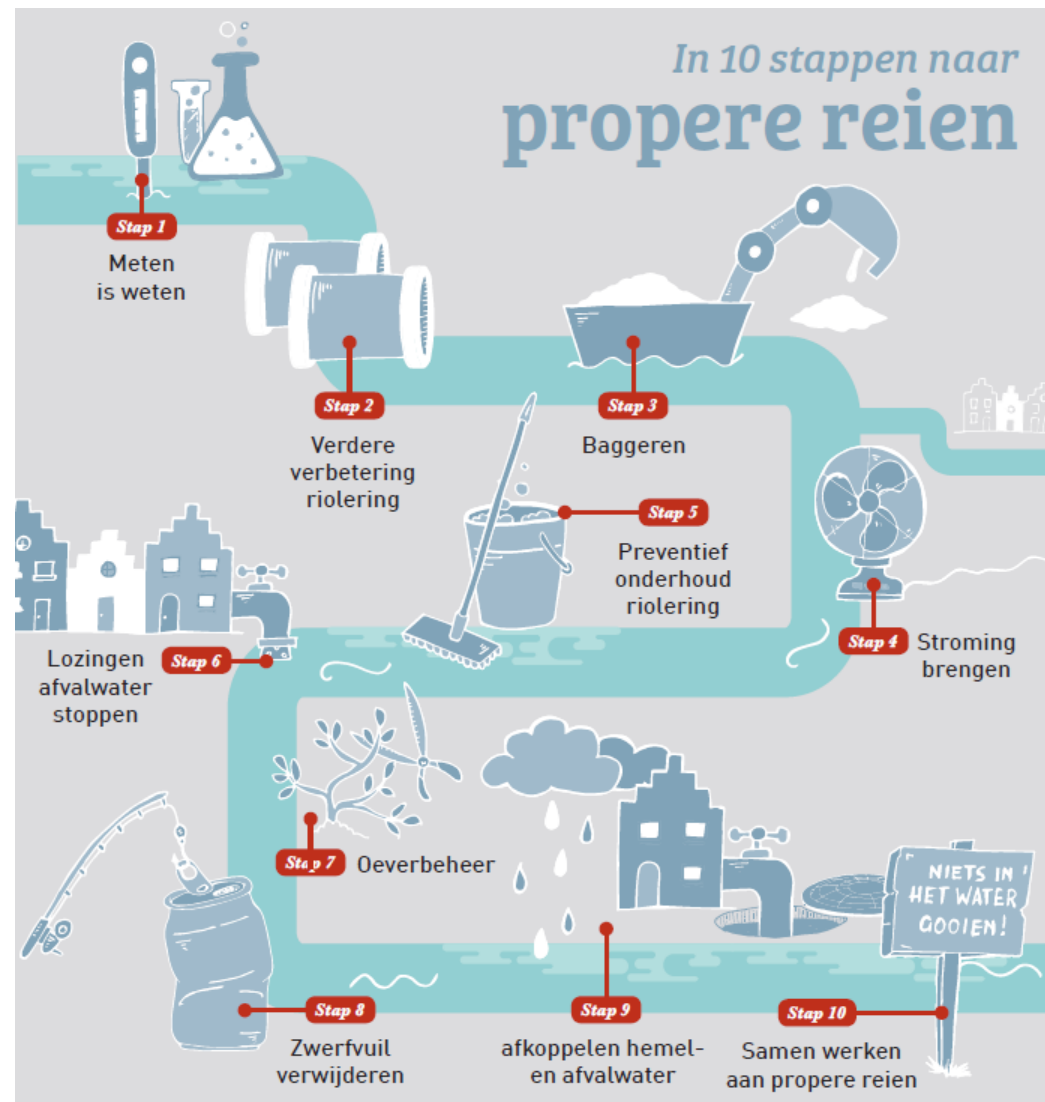 In 10 stappen naar
propere reien
Stap 1
Meten
is weten
Stap 2
Verdere
verbetering
riolering
Stap 3
Baggeren
Stap 4
Stroming
brengen
Stap 5
Preventief
onderhoud
riolering
Stap 6
Lozingen
afvalwater
stoppen
Stap 7
Oeverbeheer
Stap 8
Zwerfvuil
verwijderen
Stap 9
afkoppelen hemel-
en afvalwater
Stap 10
Samen werken
aan propere reien
NIETS IN
HET WATER
GOOIEN!